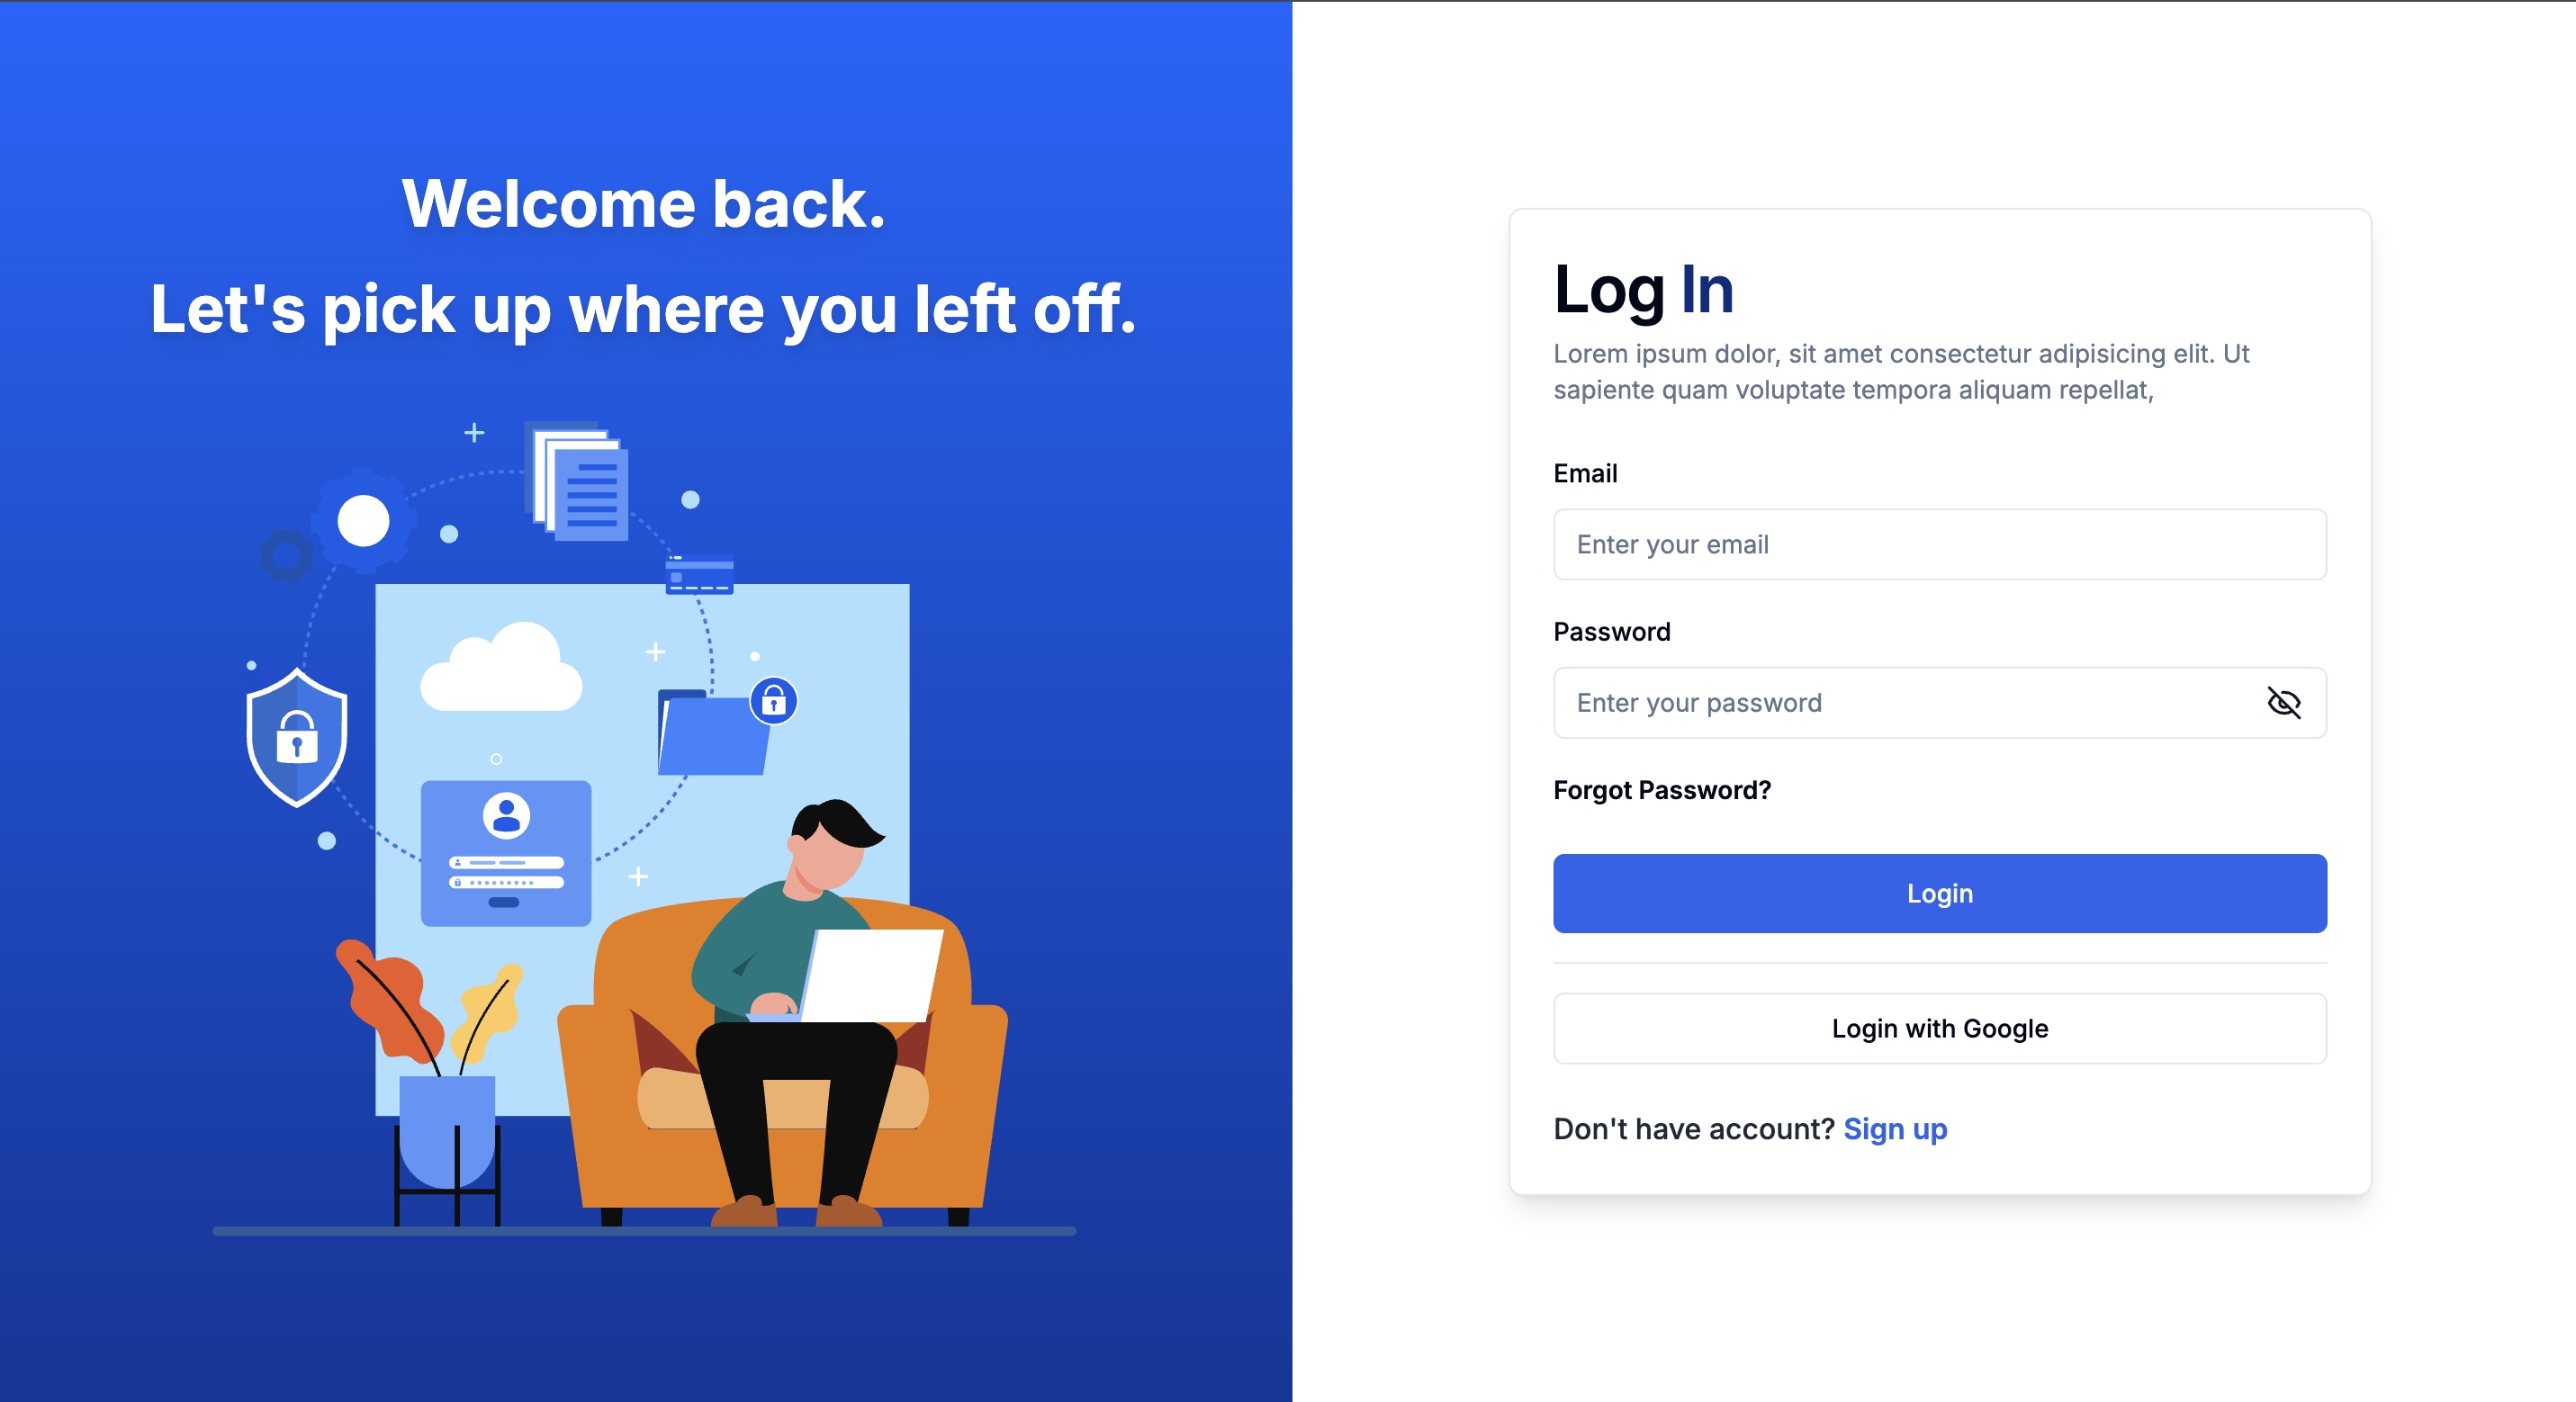 Welcome back.
Let's pick up where you left off.
Log In
Lorem ipsum dolor, sit amet consectetur adipisicing elit. Ut
sapiente quam voluptate tempora aliquam repellat,
Email
Enter your email
Password
Enter your password
Forgot Password?
Login
Login with Google
Don't have account? Sign up